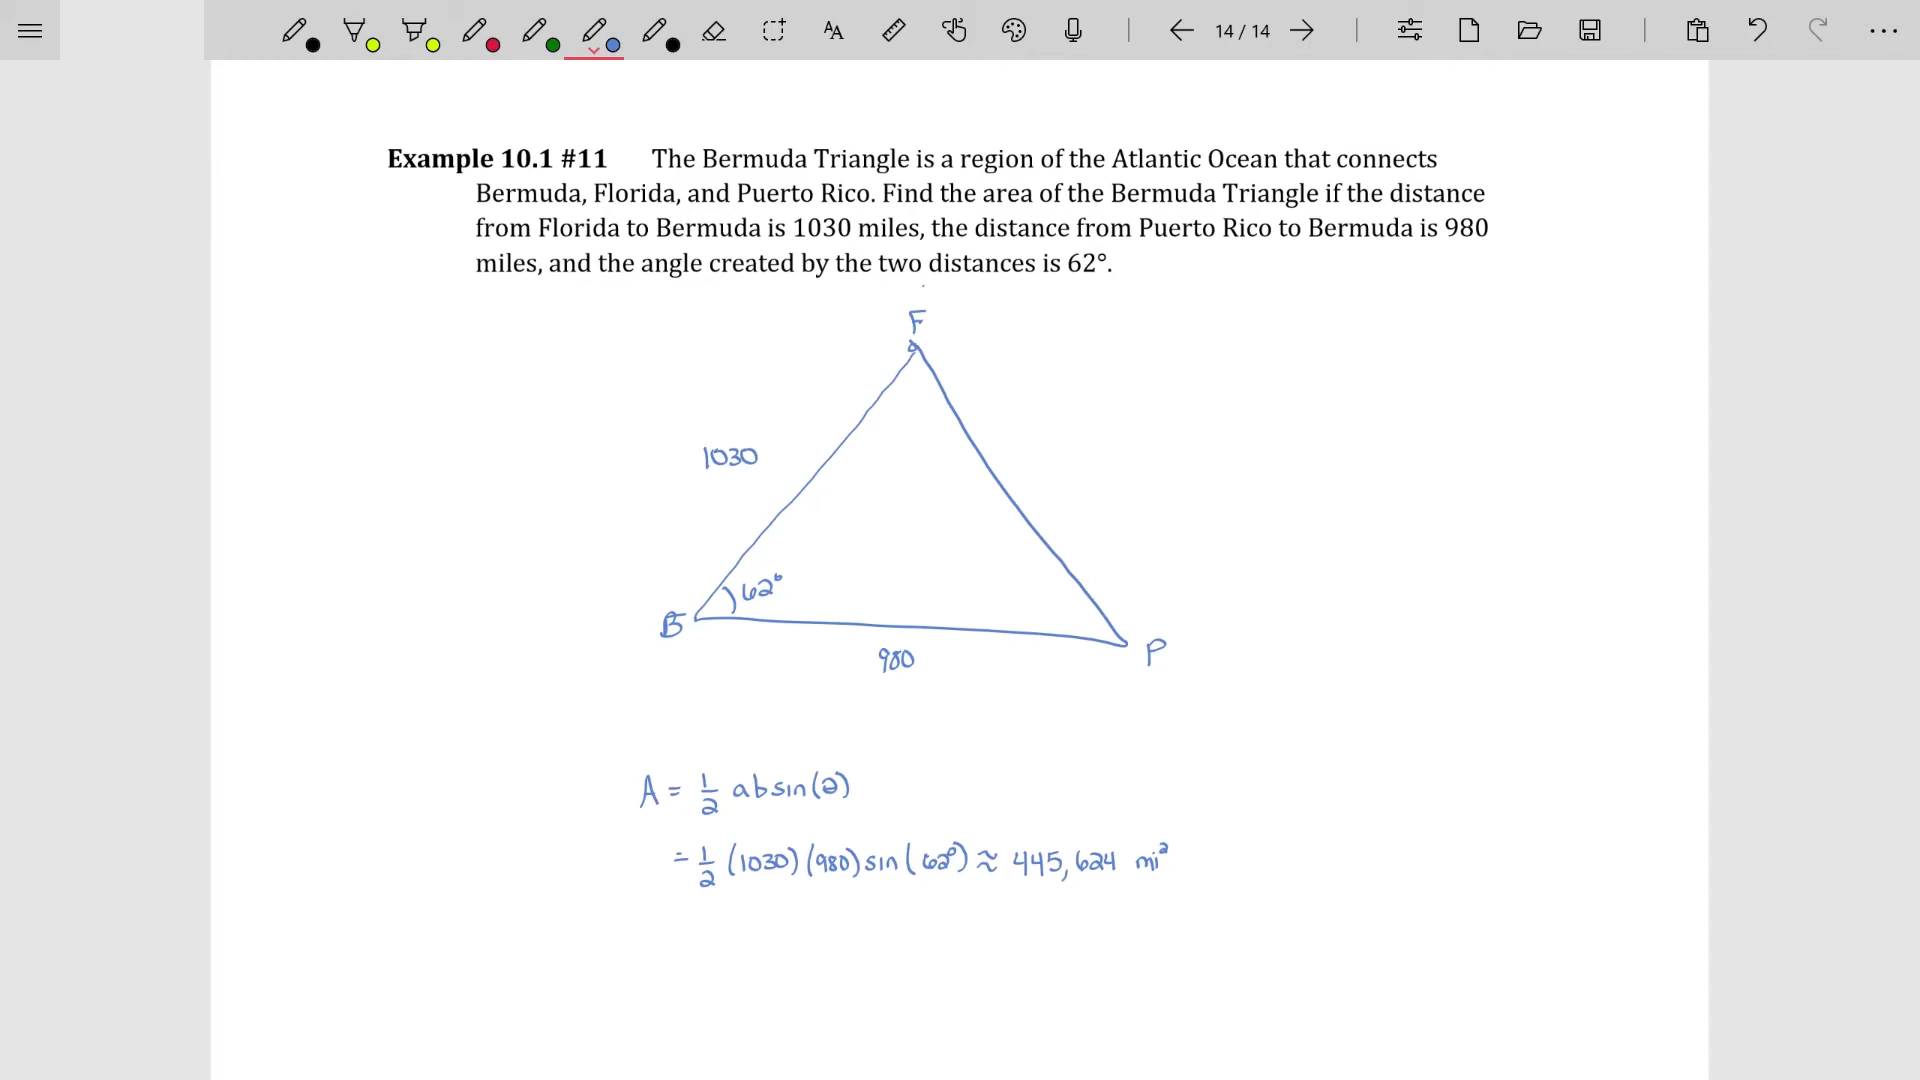 14 / 14
Example 10.1 #11 The Bermuda Triangle is a region of the Atlantic Ocean that connects
Bermuda, Florida, and Puerto Rico. Find the area of the Bermuda Triangle if the distance
from Florida to Bermuda is 1030 miles, the distance from Puerto Rico to Bermuda is 980
miles, and the angle created by the two distances is 62°.
F
1030
62°
B
P
980
A = 1/2 ab sin(2)
= 1/2 (1030)(980) sin(62°) ≈ 445,624 mi²